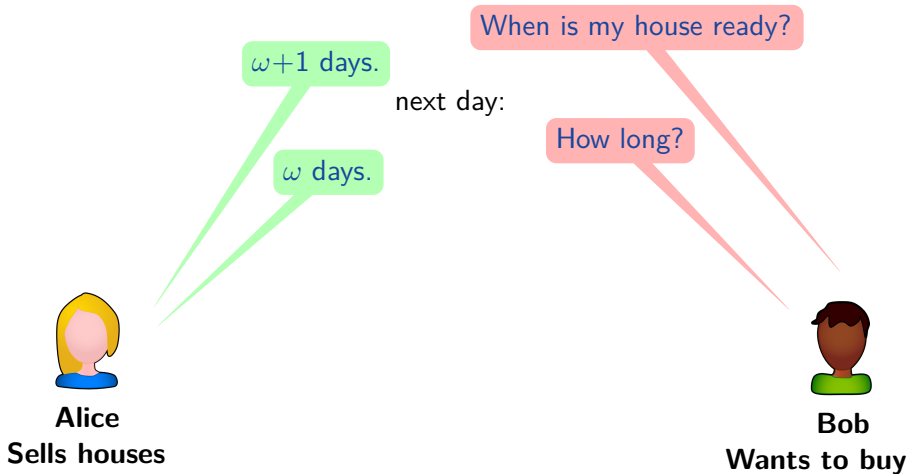 When is my house ready?
ω+1 days.
next day:
How long?
ω days.
Alice
Sells houses
Bob
Wants to buy